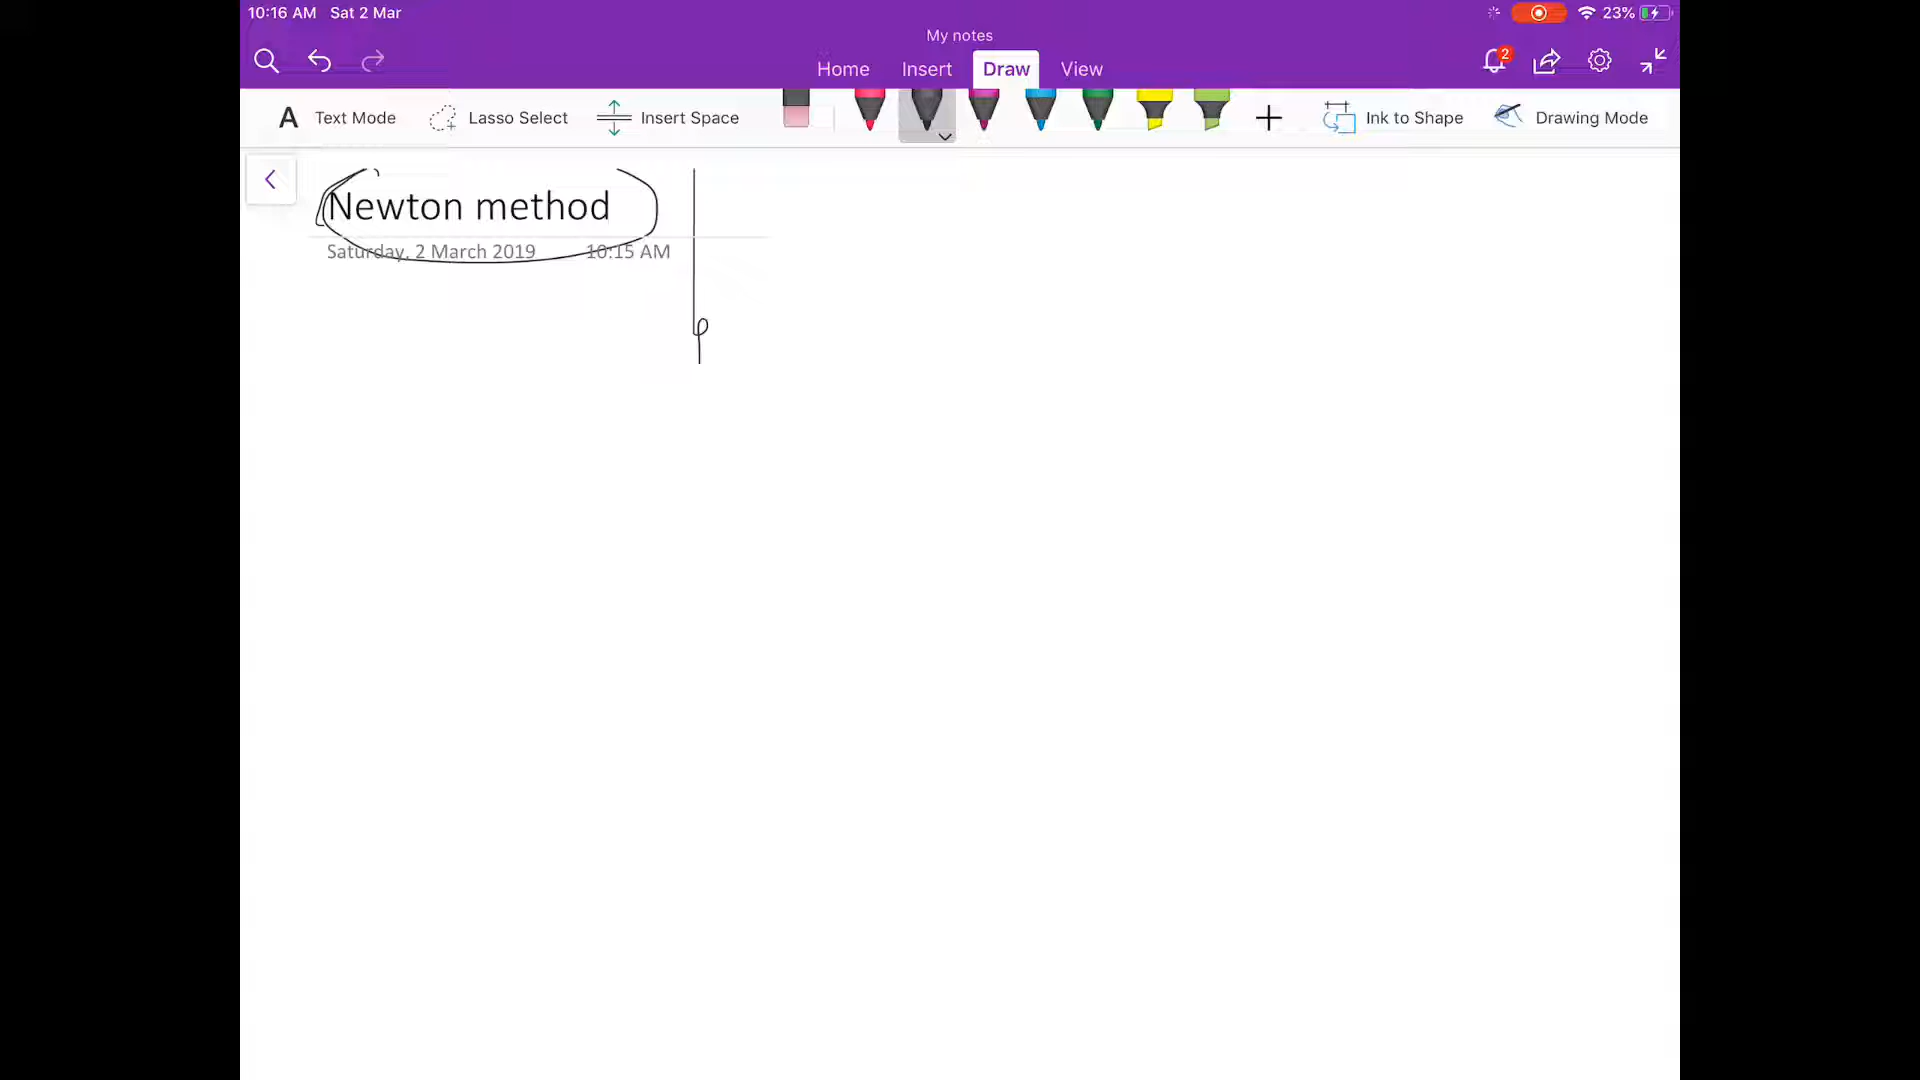 10:16 AM Sat 2 Mar
23%
My notes
2
Home Insert Draw View
A Text Mode Lasso Select Insert Space Ink to Shape Drawing Mode
Newton method
Saturday, 2 March 2019 10:15 AM